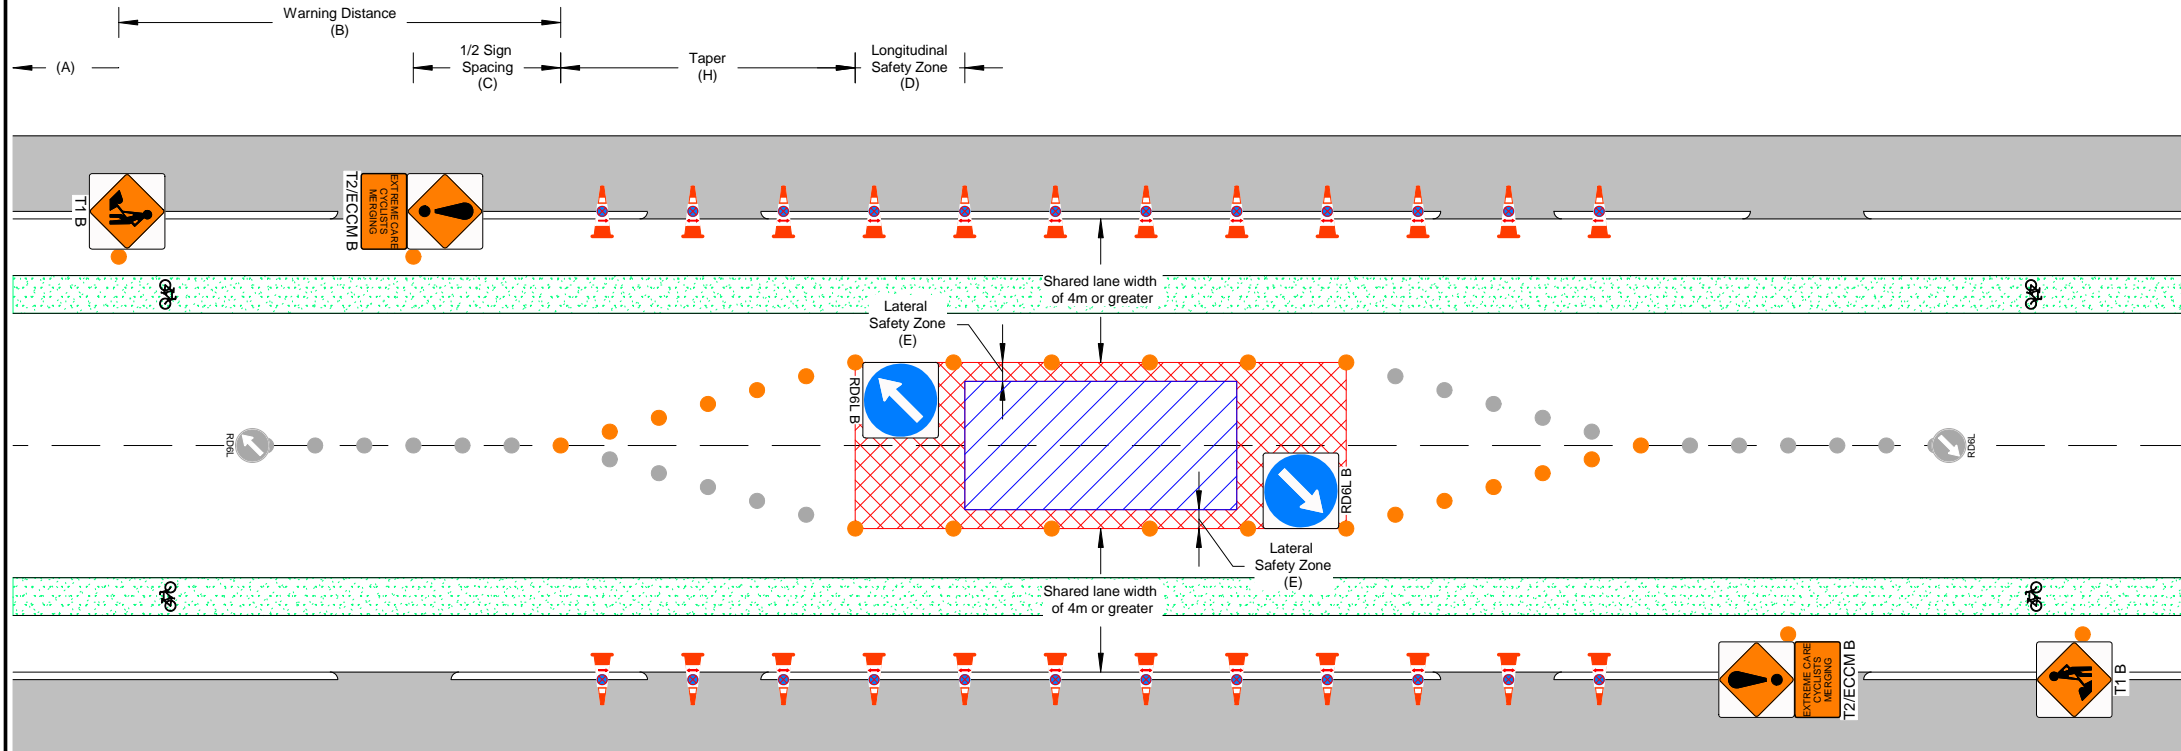 Warning Distance
(B)
(A)
1/2 Sign
Spacing
(C)
Taper
(H)
Longitudinal
Safety Zone
(D)
T1 B
T2/ECCM B
EXTREME CARE
CYCLISTS
MERGING
Shared lane width
of 4m or greater
Lateral
Safety Zone
(E)
RD6L B
RD6L
RD6L
RD6L B
Lateral
Safety Zone
(E)
Shared lane width
of 4m or greater
EXTREME CARE
CYCLISTS
MERGING
T2/ECCM B
T1 B